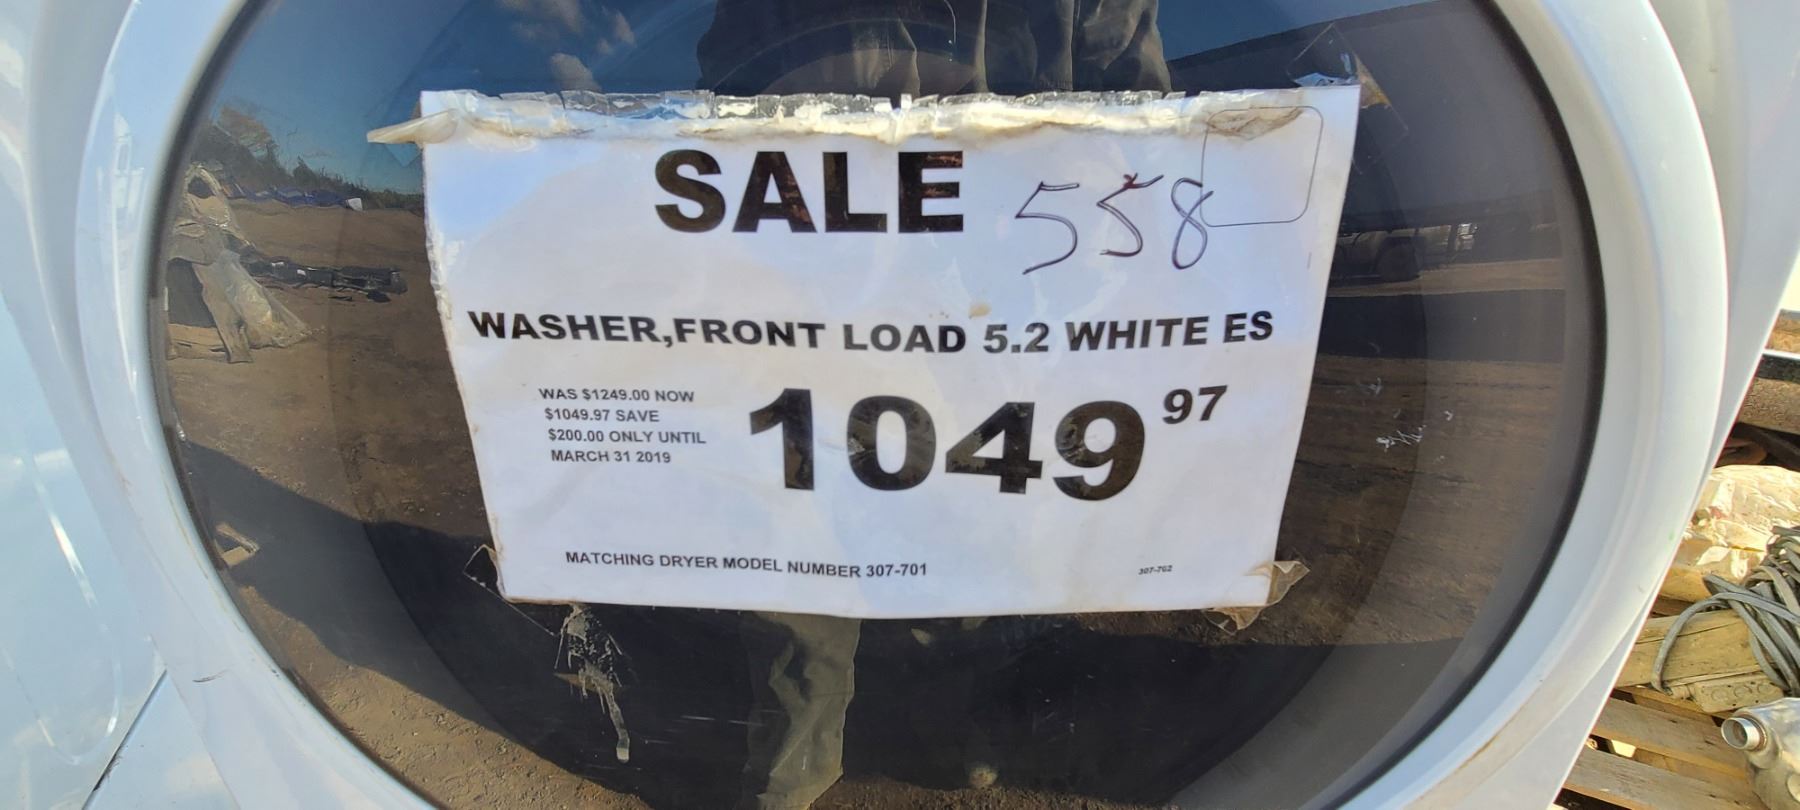 SALE 558
WASHER,FRONT LOAD 5.2 WHITE ES
WAS $1249.00 NOW
$1049.97 SAVE
$200.00 ONLY UNTIL
MARCH 31 2019
1049 97
MATCHING DRYER MODEL NUMBER 307-701
307-702